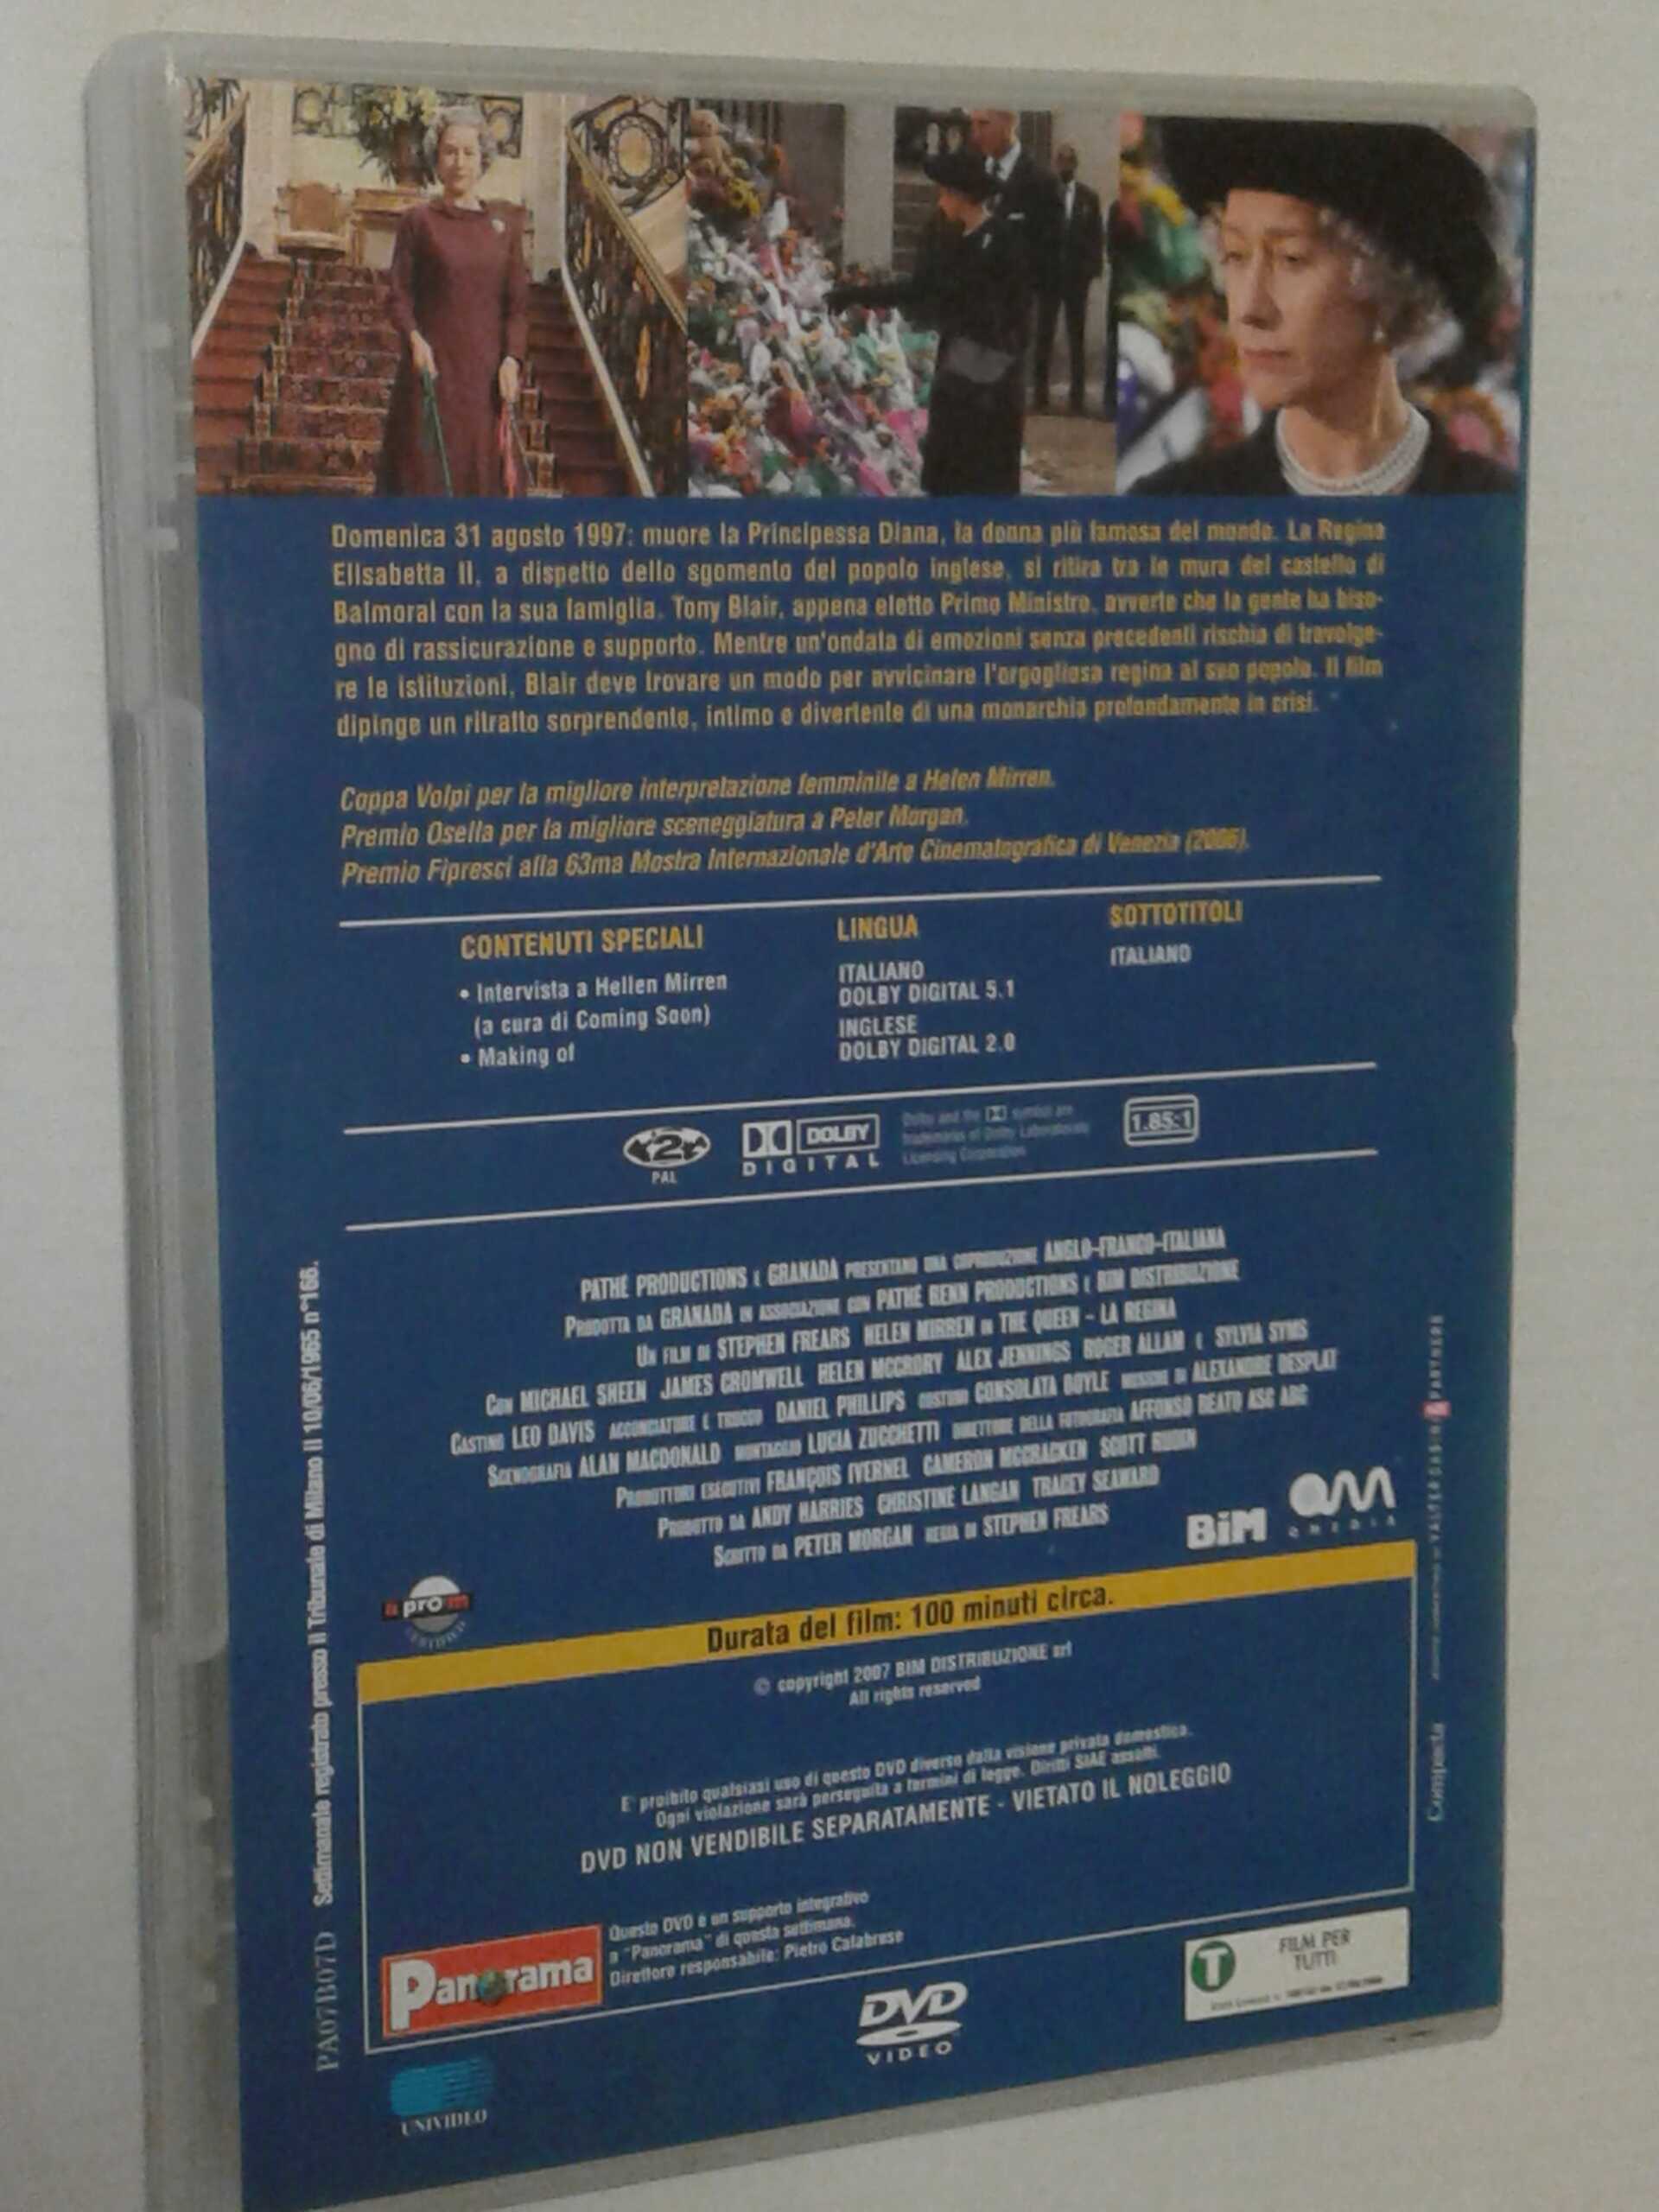 Domenica 31 agosto 1997: muore la Principessa Diana, la donna più famosa del mondo. La Regina
Elisabetta II, a dispetto dello sgomento del popolo inglese, si ritira tra le mura del castello di
Balmoral con la sua famiglia. Tony Blair, appena eletto Primo Ministro, avverte che la gente ha biso-
gno di rassicurazione e supporto. Mentre un'ondata di emozioni senza precedenti rischia di travolge-
re le istituzioni, Blair deve trovare un modo per avvicinare l'orgogliosa regina al suo popolo. Il film
dipinge un ritratto sorprendente, intimo e divertente di una monarchia profondamente in crisi.
Coppa Volpi per la migliore interpretazione femminile a Helen Mirren.
Premio Osella per la migliore sceneggiatura a Peter Morgan.
Premio Fipresci alla 63ma Mostra Internazionale d'Arte Cinematografica di Venezia (2006).
CONTENUTI SPECIALI
• Intervista a Hellen Mirren
(a cura di Coming Soon)
• Making of
LINGUA
ITALIANO
DOLBY DIGITAL 5.1
INGLESE
DOLBY DIGITAL 2.0
SOTTOTITOLI
ITALIANO
2
PAL
DOLBY
DIGITAL
Dolby and the symbol are
trademarks of Dolby Laboratories
Licensing Corporation
1.85:1
PATHÉ PRODUCTIONS E GRANADA PRESENTANO UNA COPRODUZIONE ANGLO-FRANCO-ITALIANA
PRODOTTA DA GRANADA IN ASSOCIAZIONE CON PATHÉ RENN PRODUCTIONS E BIM DISTRIBUZIONE
UN FILM DI STEPHEN FREARS HELEN MIRREN IN THE QUEEN - LA REGINA
CON MICHAEL SHEEN JAMES CROMWELL HELEN MCCRORY ALEX JENNINGS ROGER ALLAM E SYLVIA SYMS
CASTING LEO DAVIS ACCONCIATURE E TRUCCO DANIEL PHILLIPS COSTUMI CONSOLATA BOYLE MUSICHE DI ALEXANDRE DESPLAT
SCENOGRAFIA ALAN MACDONALD MONTAGGIO LUCIA ZUCCHETTI DIRETTORE DELLA FOTOGRAFIA AFFONSO BEATO ASC ABC
PRODUTTORI ESECUTIVI FRANÇOIS IVERNEL CAMERON MCCRACKEN SCOTT RUDIN
PRODOTTO DA ANDY HARRIES CHRISTINE LANGAN TRACEY SEAWARD
SCRITTO DA PETER MORGAN REGIA DI STEPHEN FREARS
BiM
QMEDIA
Durata del film: 100 minuti circa.
© copyright 2007 BIM DISTRIBUZIONE srl
All rights reserved
E' proibito qualsiasi uso di questo DVD diverso dalla visione privata domestica.
Ogni violazione sarà perseguita a termini di legge. Diritti SIAE assolti.
DVD NON VENDIBILE SEPARATAMENTE - VIETATO IL NOLEGGIO
Panorama
Questo DVD è un supporto integrativo
a "Panorama" di questa settimana.
Direttore responsabile: Pietro Calabrese
DVD
VIDEO
T
FILM PER
TUTTI
UNIVIDEO
PA07B07D Settimanale registrato presso il Tribunale di Milano il 10/06/1965 n°166.
Compacta
PARTNERS